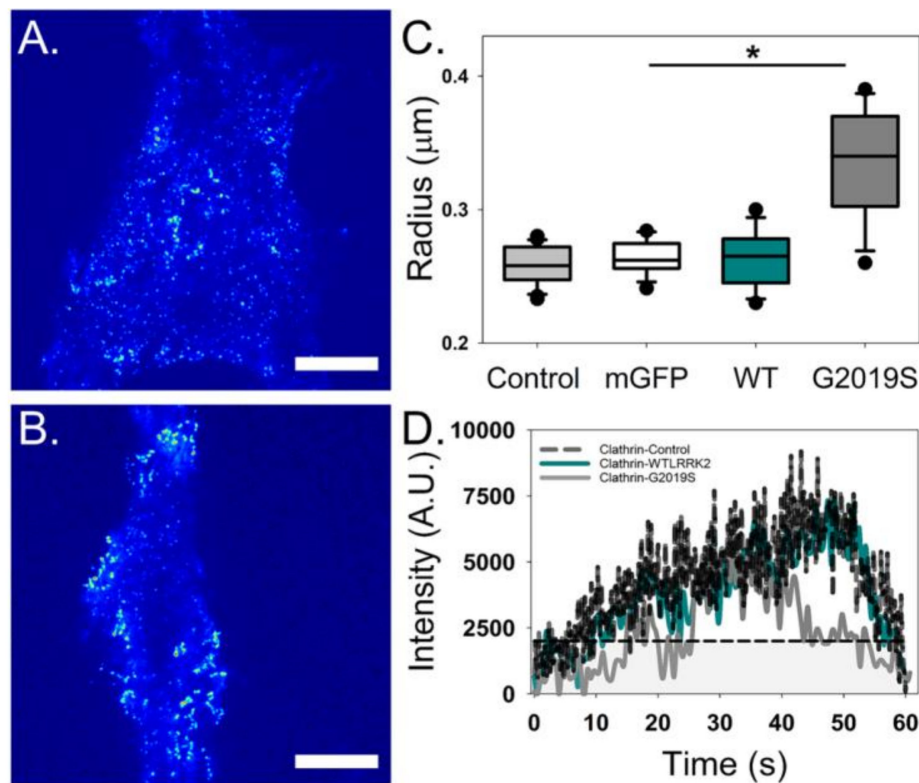 A.
B.
C.
Radius (μm)
0.4
0.3
0.2
*
Control mGFP WT G2019S
D.
Intensity (A.U.)
10000
7500
5000
2500
0
Clathrin-Control
Clathrin-WTLRRK2
Clathrin-G2019S
0 10 20 30 40 50 60
Time (s)